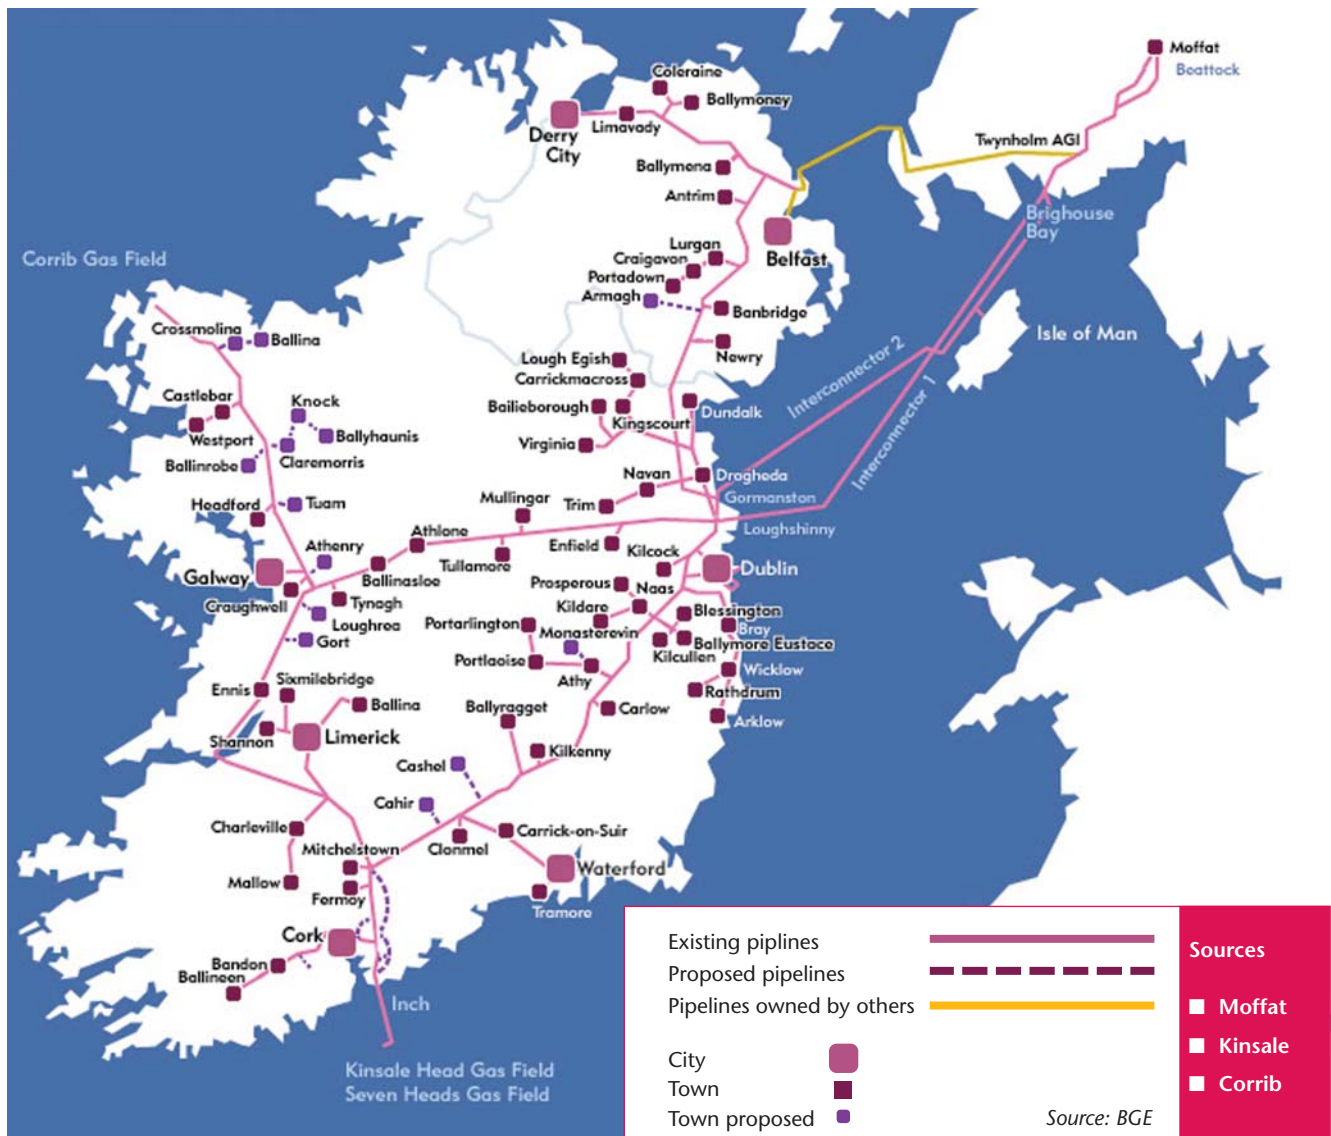 Moffat
Beattock
Coleraine
Ballymoney
Derry
City
Limavady
Twynholm AGI
Ballymena
Antrim
Brighouse
Bay
Lurgan
Craigavon
Portadown
Armagh
Belfast
Corrib Gas Field
Banbridge
Crossmolina
Ballina
Newry
Isle of Man
Lough Egish
Carrickmacross
Interconnector 2
Castlebar
Knock
Bailieborough
Dundalk
Interconnector 1
Westport
Ballyhaunis
Kingscourt
Virginia
Ballinrobe
Claremorris
Navan
Drogheda
Headford
Tuam
Mullingar
Trim
Gormanston
Athlone
Loughshinny
Athenry
Enfield
Kilcock
Galway
Ballinasloe
Tullamore
Dublin
Prosperous
Naas
Craughwell
Tynagh
Kildare
Blessington
Loughrea
Portarlington
Monasterevin
Bray
Gort
Ballymore Eustace
Kilcullen
Portlaoise
Wicklow
Athy
Sixmilebridge
Ennis
Rathdrum
Ballina
Ballyragget
Carlow
Arklow
Shannon
Limerick
Kilkenny
Cashel
Cahir
Charleville
Carrick-on-Suir
Mitchelstown
Clonmel
Waterford
Mallow
Fermoy
Tramore
Cork
Bandon
Ballineen
Inch
Kinsale Head Gas Field
Seven Heads Gas Field
Existing piplines
Proposed pipelines
Pipelines owned by others
City
Town
Town proposed
Source: BGE
Sources
Moffat
Kinsale
Corrib